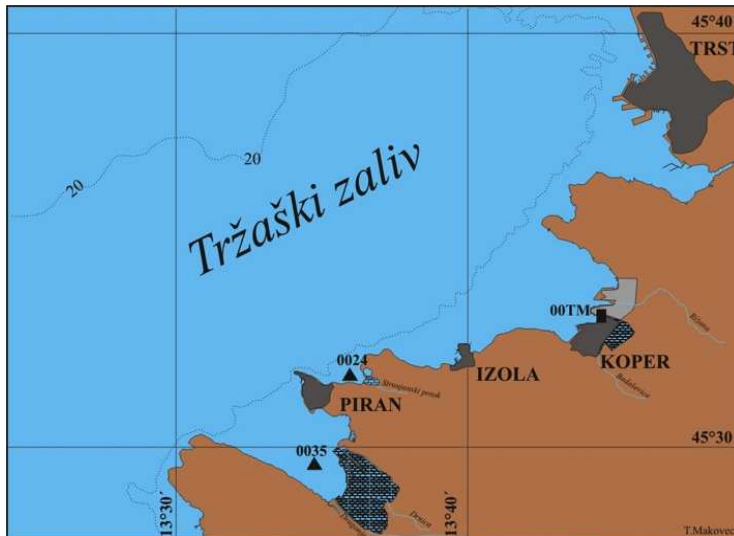 45°40'
TRST
20
20
Tržaški zaliv
00TM
Rižana
0024
KOPER
IZOLA
Strunjanski potok
Badaševica
PIRAN
45°30
0035
13°30´
13°40´
Drnica
T.Makovec